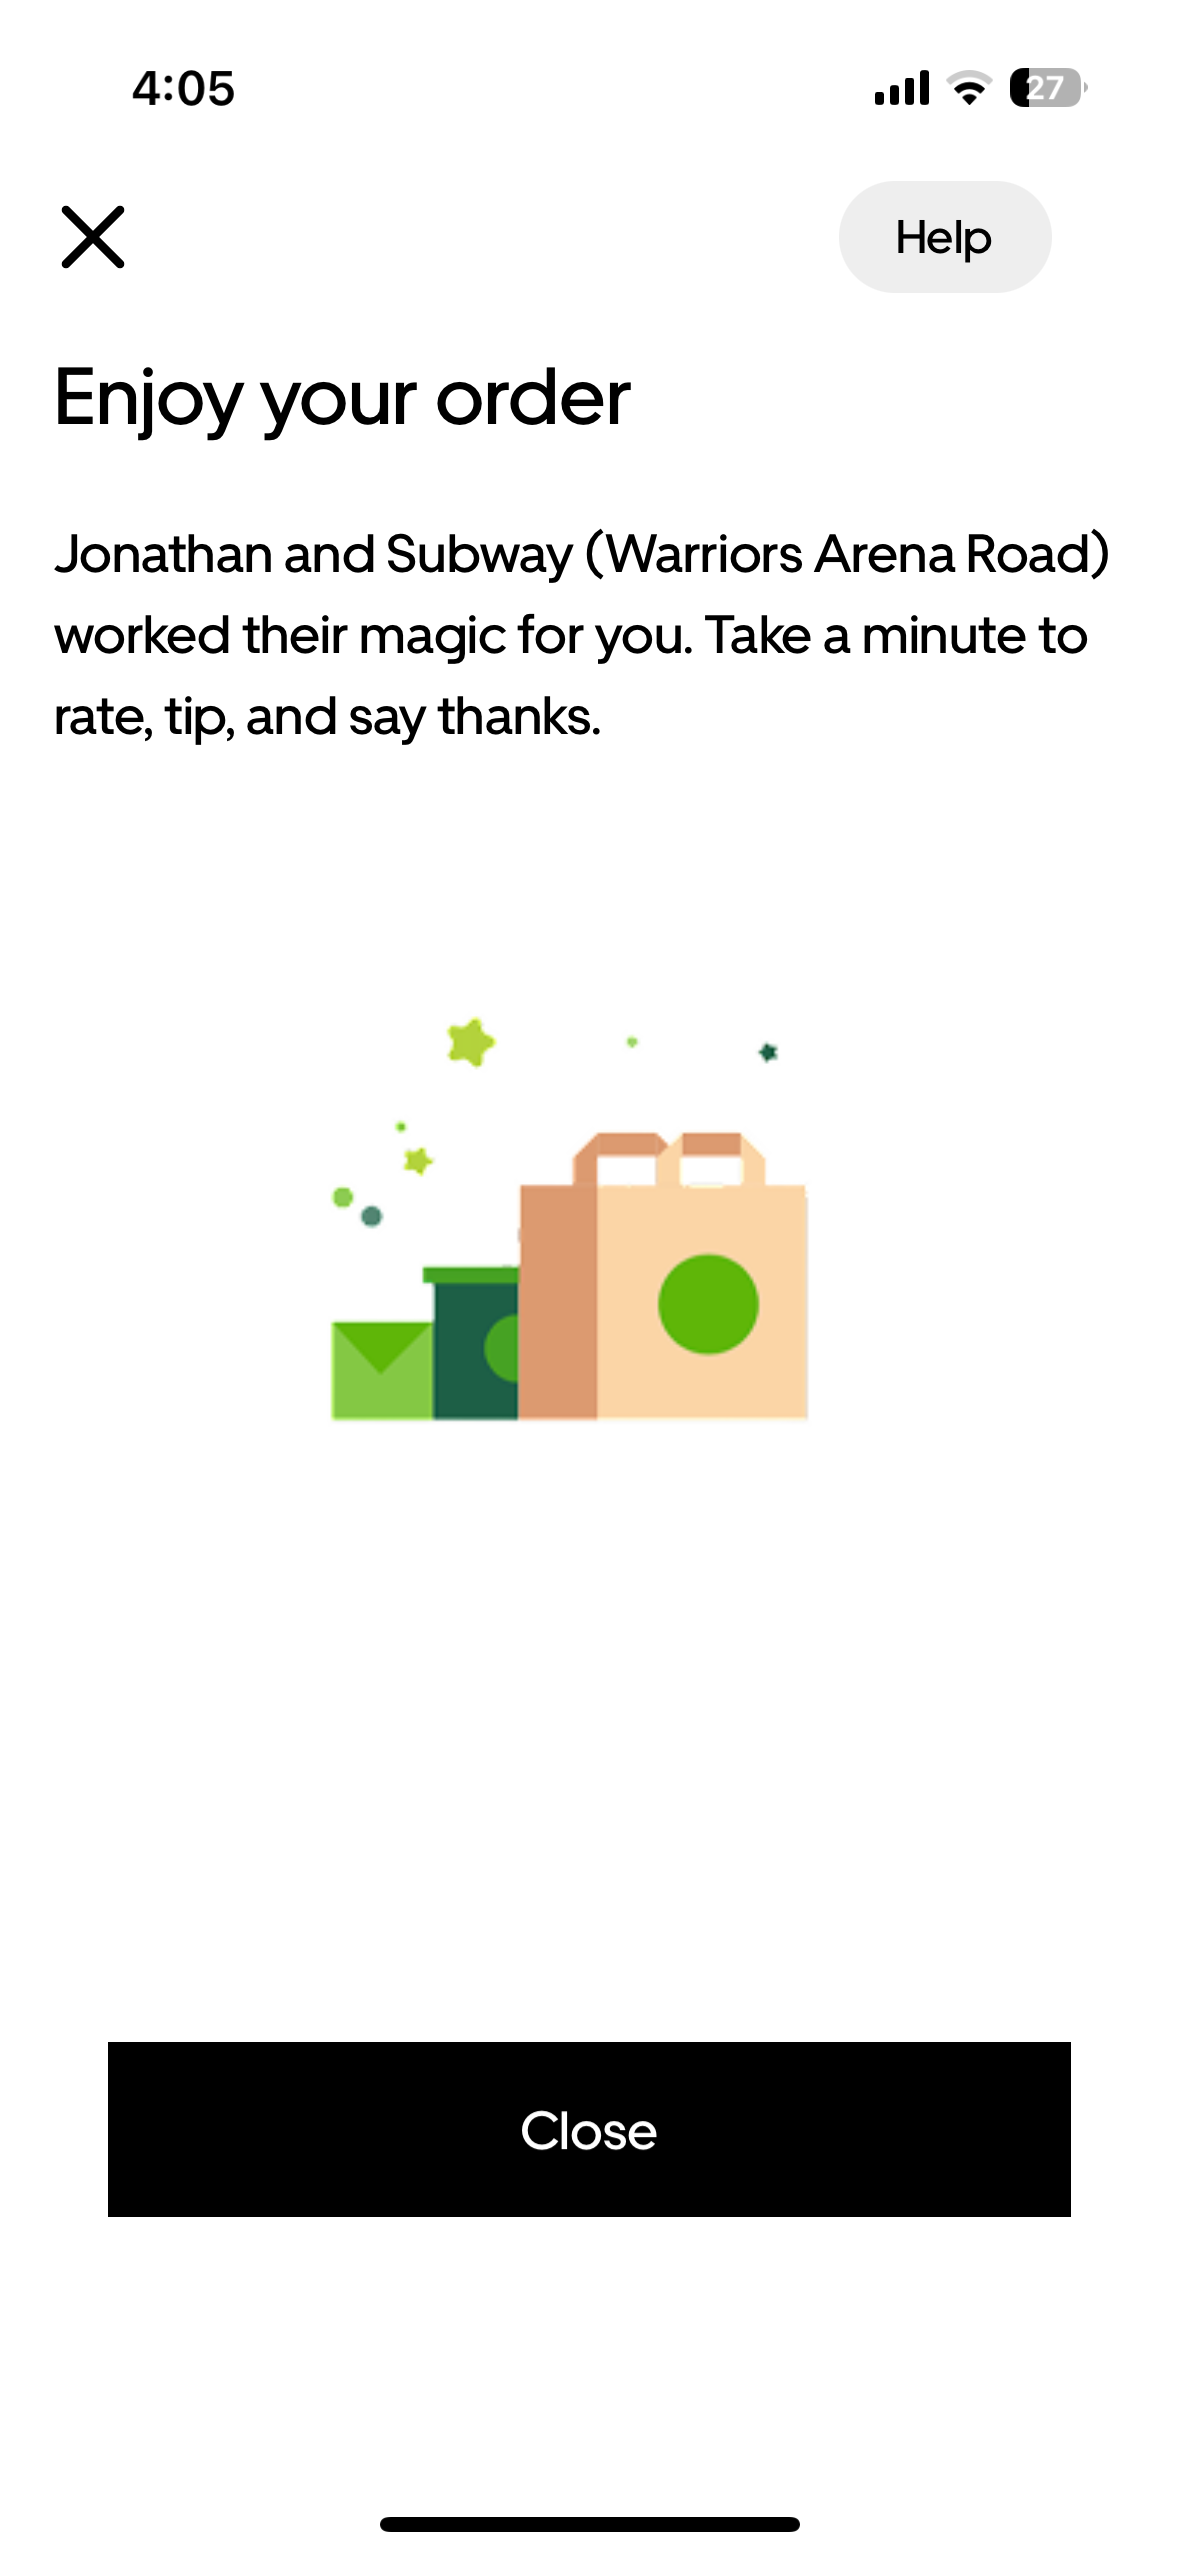 4:05
27
Help
Enjoy your order
Jonathan and Subway (Warriors Arena Road)
worked their magic for you. Take a minute to
rate, tip, and say thanks.
Close